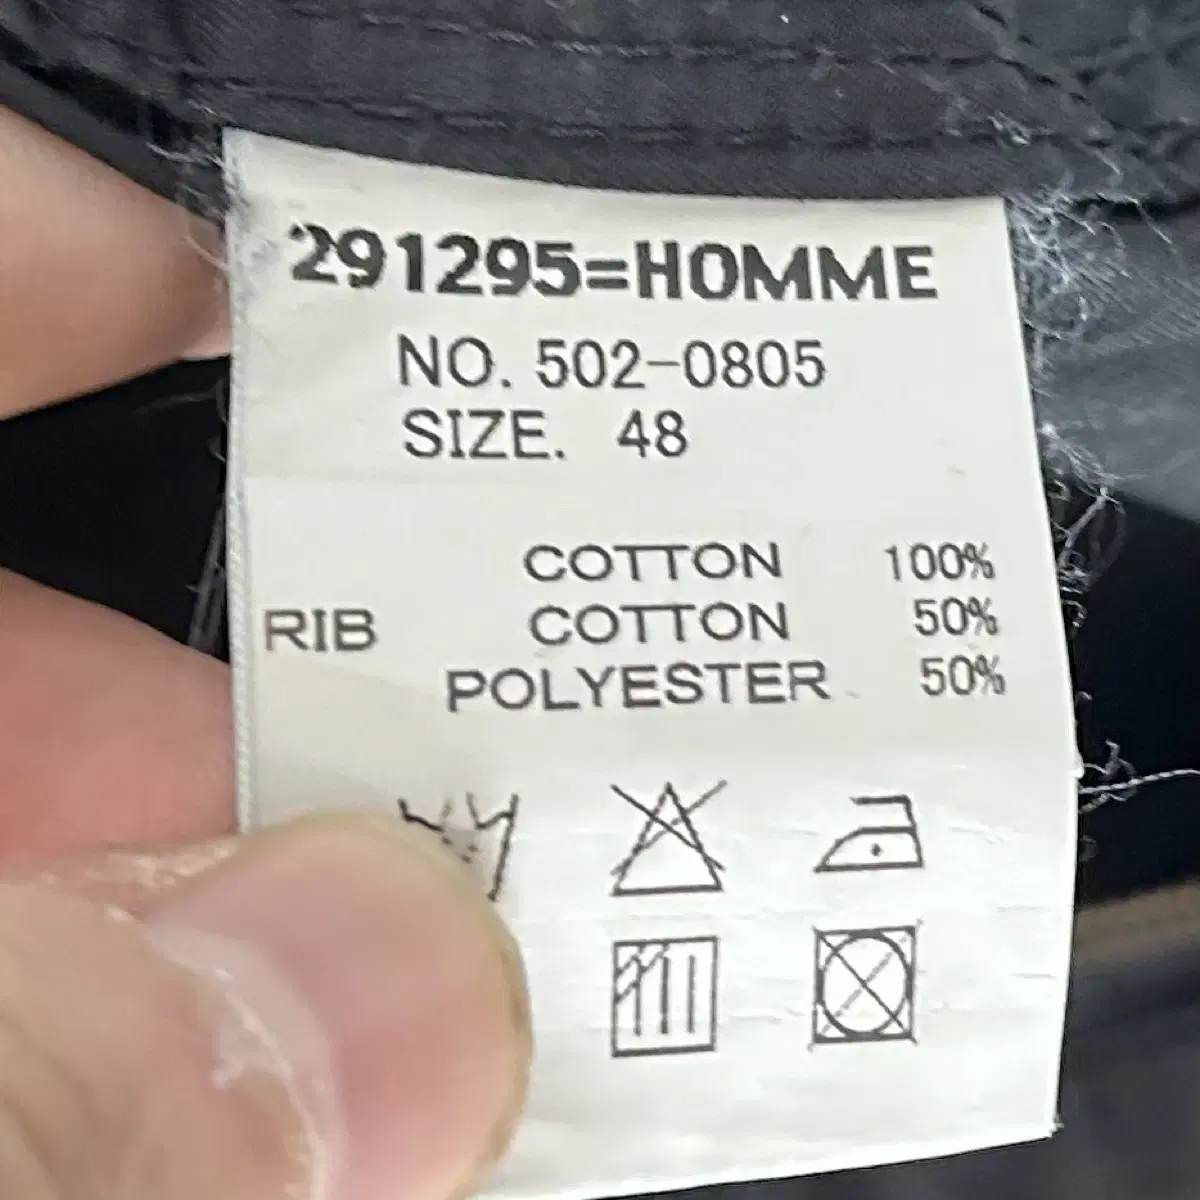 291295=HOMME
NO. 502-0805
SIZE. 48
COTTON 100%
RIB COTTON 50%
POLYESTER 50%